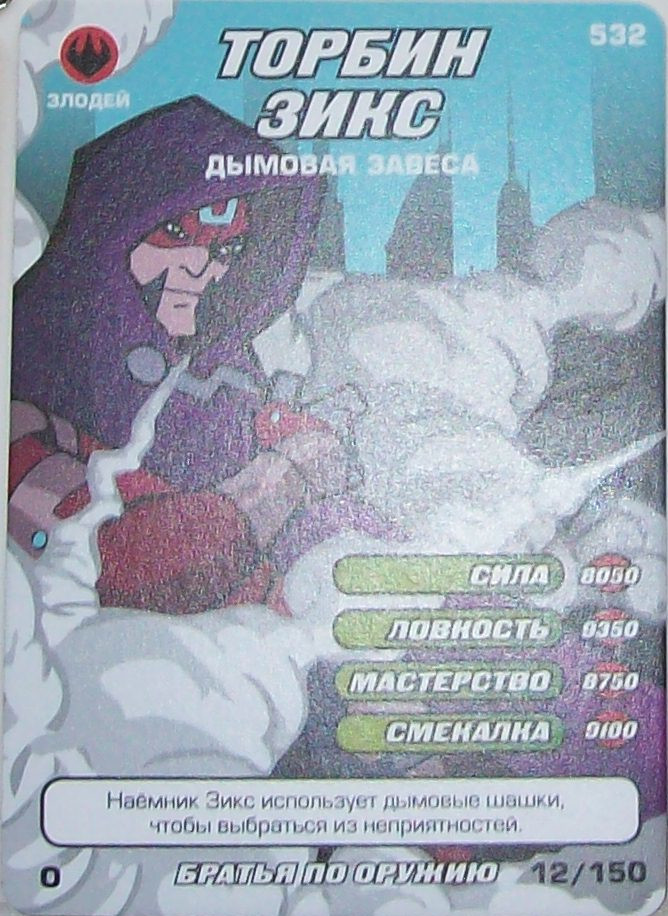 532
ТОРБИН
ЗИКС
ЗЛОДЕЙ
ДЫМОВАЯ ЗАВЕСА
СИЛА 8050
ЛОВКОСТЬ 9350
МАСТЕРСТВО 8750
СМЕКАЛКА 9100
Наёмник Зикс использует дымовые шашки,
чтобы выбраться из неприятностей.
0 БРАТЬЯ ПО ОРУЖИЮ 12/150